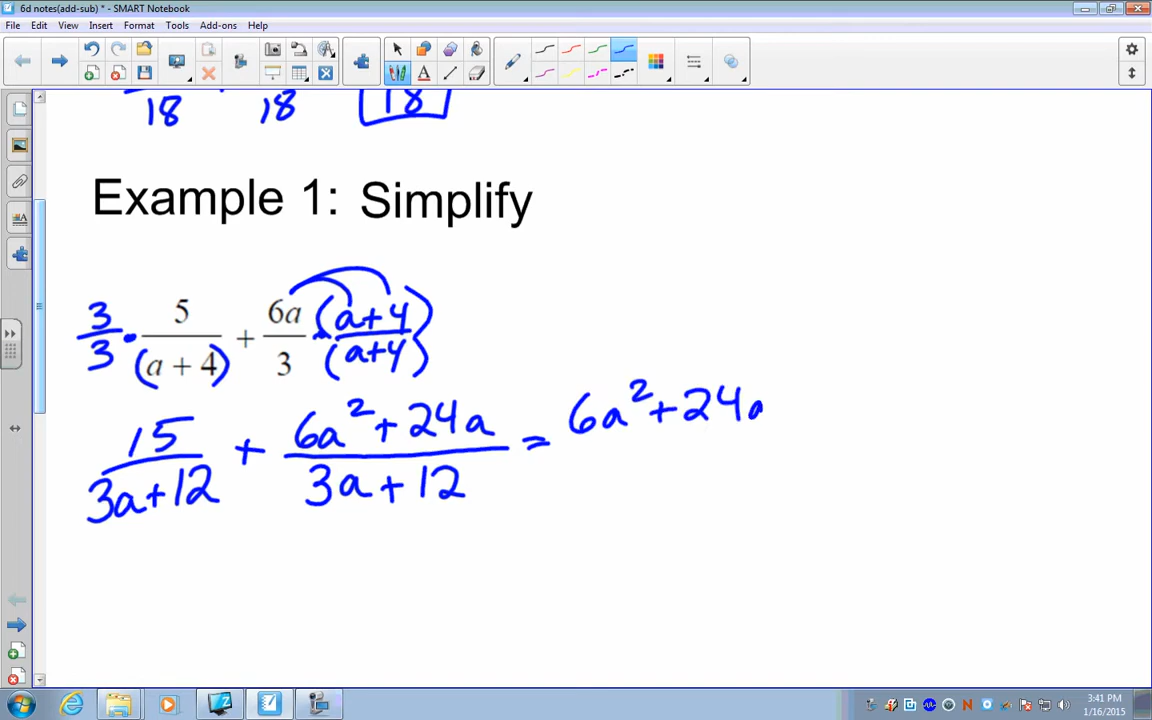 6d notes(add-sub) * - SMART Notebook
File Edit View Insert Format Tools Add-ons Help
18 18 18
Example 1: Simplify
3/3 · 5/(a + 4) + 6a/3 · (a+4)/(a+4)
15/3a+12 + 6a²+24a/3a+12 = 6a²+24a
3:41 PM
1/16/2015